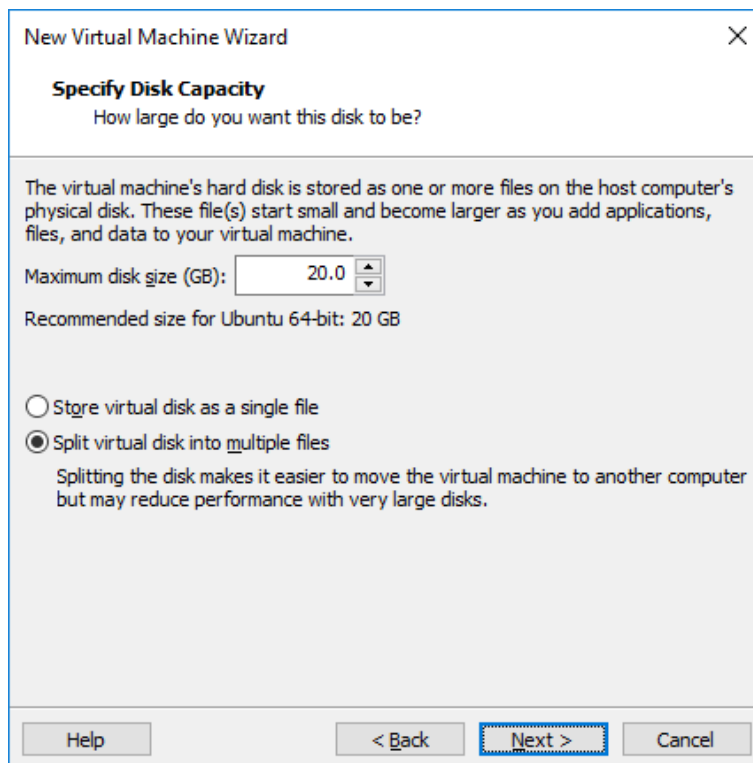 New Virtual Machine Wizard
Specify Disk Capacity
How large do you want this disk to be?
The virtual machine's hard disk is stored as one or more files on the host computer's
physical disk. These file(s) start small and become larger as you add applications,
files, and data to your virtual machine.
Maximum disk size (GB): 20.0
Recommended size for Ubuntu 64-bit: 20 GB
Store virtual disk as a single file
Split virtual disk into multiple files
Splitting the disk makes it easier to move the virtual machine to another computer
but may reduce performance with very large disks.
Help < Back Next > Cancel